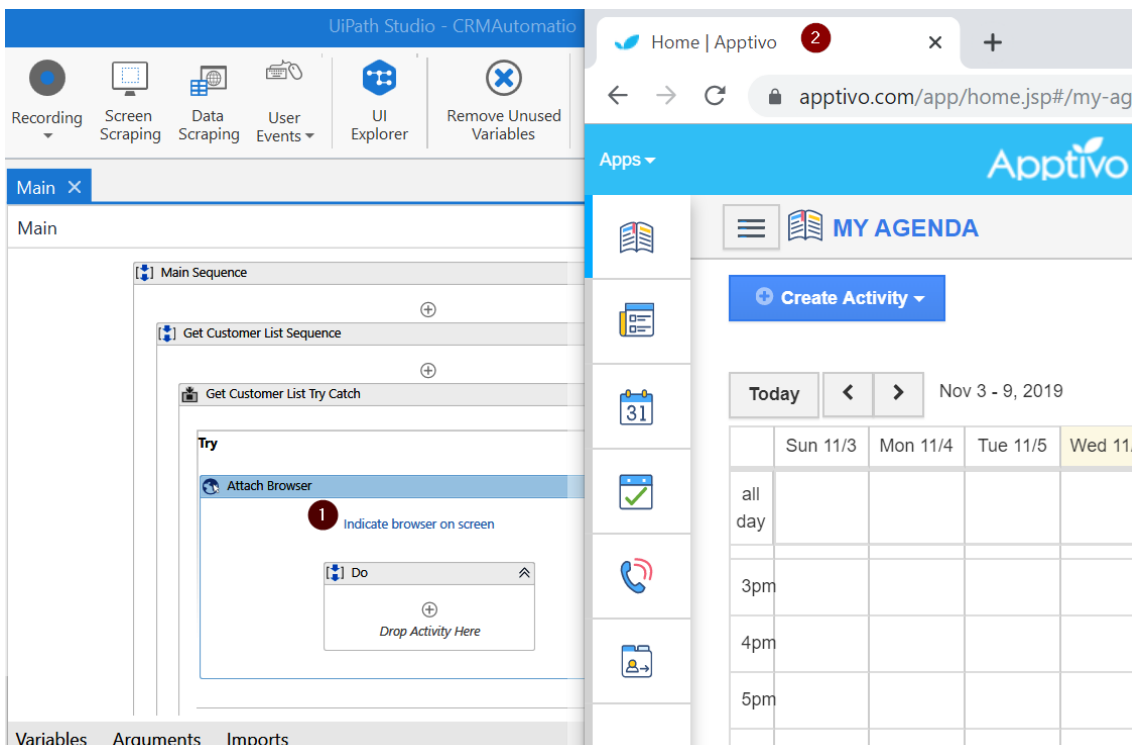 UiPath Studio - CRMAutomatio
Recording
Screen Scraping
Data Scraping
User Events
UI Explorer
Remove Unused Variables
Main
Main
Main Sequence
Get Customer List Sequence
Get Customer List Try Catch
Try
Attach Browser
1
Indicate browser on screen
Do
Drop Activity Here
Variables Arguments Imports
Home | Apptivo
2
apptivo.com/app/home.jsp#/my-ag
Apps
Apptivo
MY AGENDA
Create Activity
31
Today
Nov 3 - 9, 2019
Sun 11/3 Mon 11/4 Tue 11/5 Wed 11/
all
day
3pm
4pm
5pm